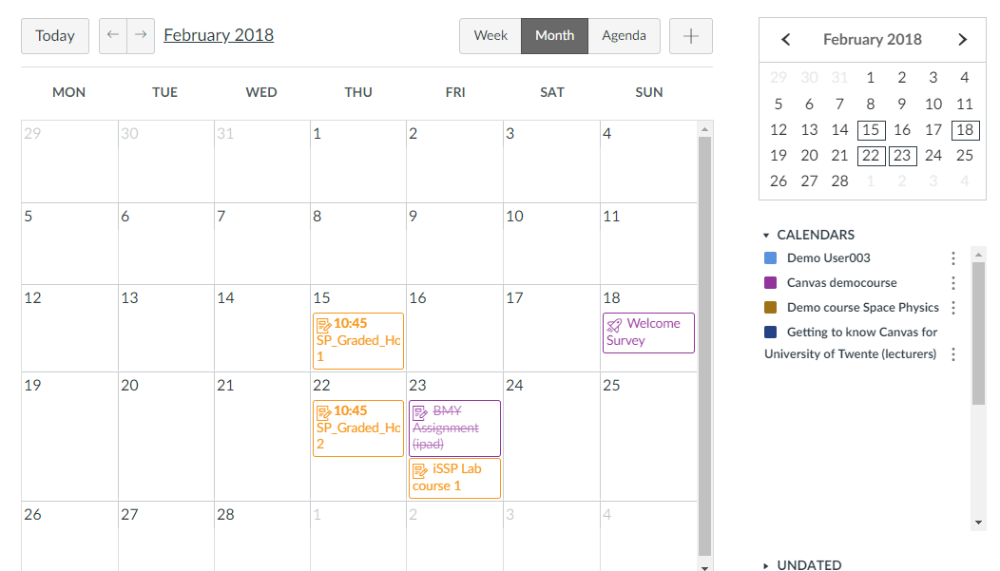 Today ← → February 2018 Week Month Agenda +
MON TUE WED THU FRI SAT SUN
29 30 31 1 2 3 4
5 6 7 8 9 10 11
12 13 14 15 16 17 18
10:45
SP_Graded_Ho
1
Welcome
Survey
19 20 21 22 23 24 25
10:45
SP_Graded_Ho
2
BMY
Assignment
(ipad)
iSSP Lab
course 1
26 27 28 1 2 3 4
February 2018
29 30 31 1 2 3 4
5 6 7 8 9 10 11
12 13 14 15 16 17 18
19 20 21 22 23 24 25
26 27 28 1 2 3 4
CALENDARS
Demo User003
Canvas democourse
Demo course Space Physics
Getting to know Canvas for
University of Twente (lecturers)
UNDATED